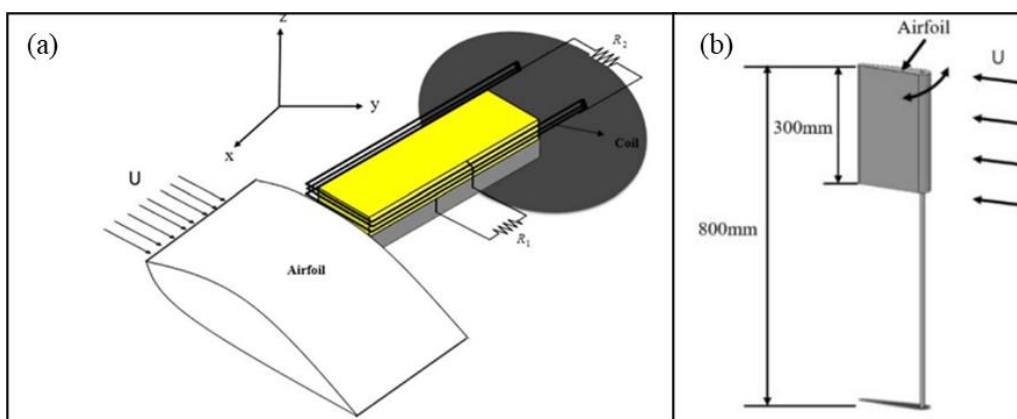 (a)
z
y
x
U
R2
Coil
R1
Airfoil
(b)
Airfoil
U
300mm
800mm